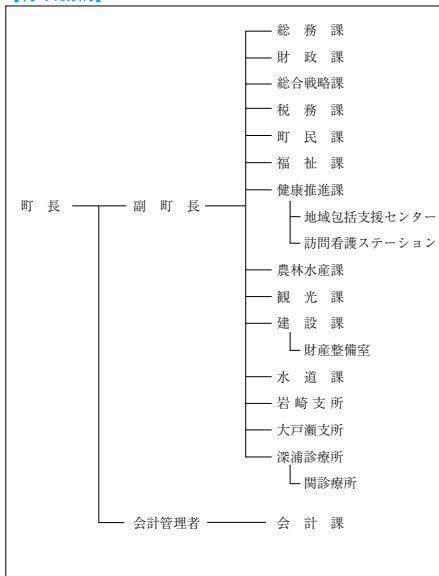 総務課
財政課
総合戦略課
税務課
町民課
福祉課
健康推進課
町長 副町長 地域包括支援センター
訪問看護ステーション
農林水産課
観光課
建設課
財産整備室
水道課
岩崎支所
大戸瀬支所
深浦診療所
関診療所
会計管理者 会計課